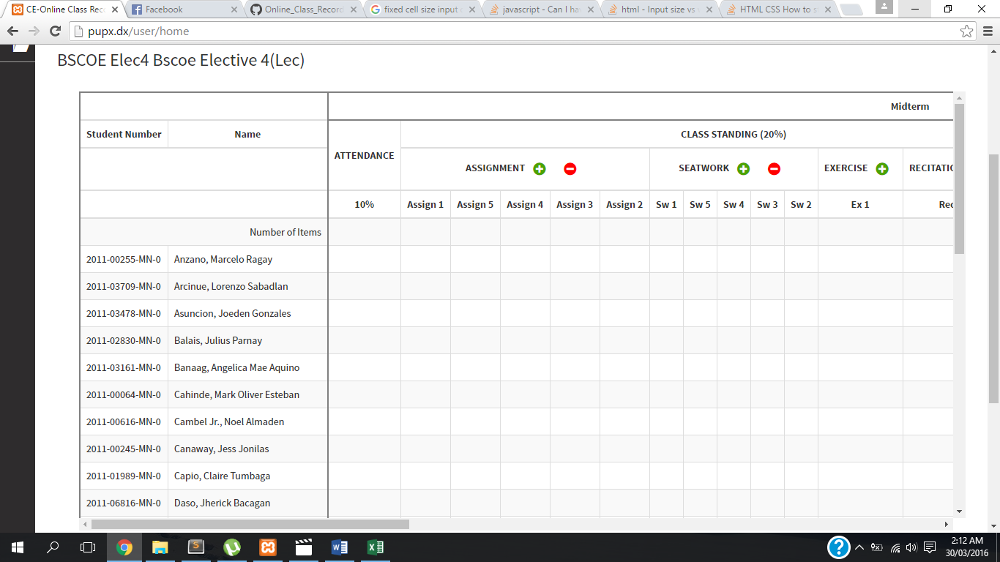 CE-Online Class Rec
Facebook
Online_Class_Record
fixed cell size input
javascript - Can I ha
html - Input size vs
HTML CSS How to s
pupx.dx/user/home
BSCOE Elec4 Bscoe Elective 4(Lec)
Midterm
Student Number Name ATTENDANCE CLASS STANDING (20%)
ASSIGNMENT SEATWORK EXERCISE RECITATIO
10% Assign 1 Assign 5 Assign 4 Assign 3 Assign 2 Sw 1 Sw 5 Sw 4 Sw 3 Sw 2 Ex 1 Rec
Number of Items
2011-00255-MN-0 Anzano, Marcelo Ragay
2011-03709-MN-0 Arcinue, Lorenzo Sabadlan
2011-03478-MN-0 Asuncion, Joeden Gonzales
2011-02830-MN-0 Balais, Julius Parnay
2011-03161-MN-0 Banaag, Angelica Mae Aquino
2011-00064-MN-0 Cahinde, Mark Oliver Esteban
2011-00616-MN-0 Cambel Jr., Noel Almaden
2011-00245-MN-0 Canaway, Jess Jonilas
2011-01989-MN-0 Capio, Claire Tumbaga
2011-06816-MN-0 Daso, Jherick Bacagan
2:12 AM
30/03/2016